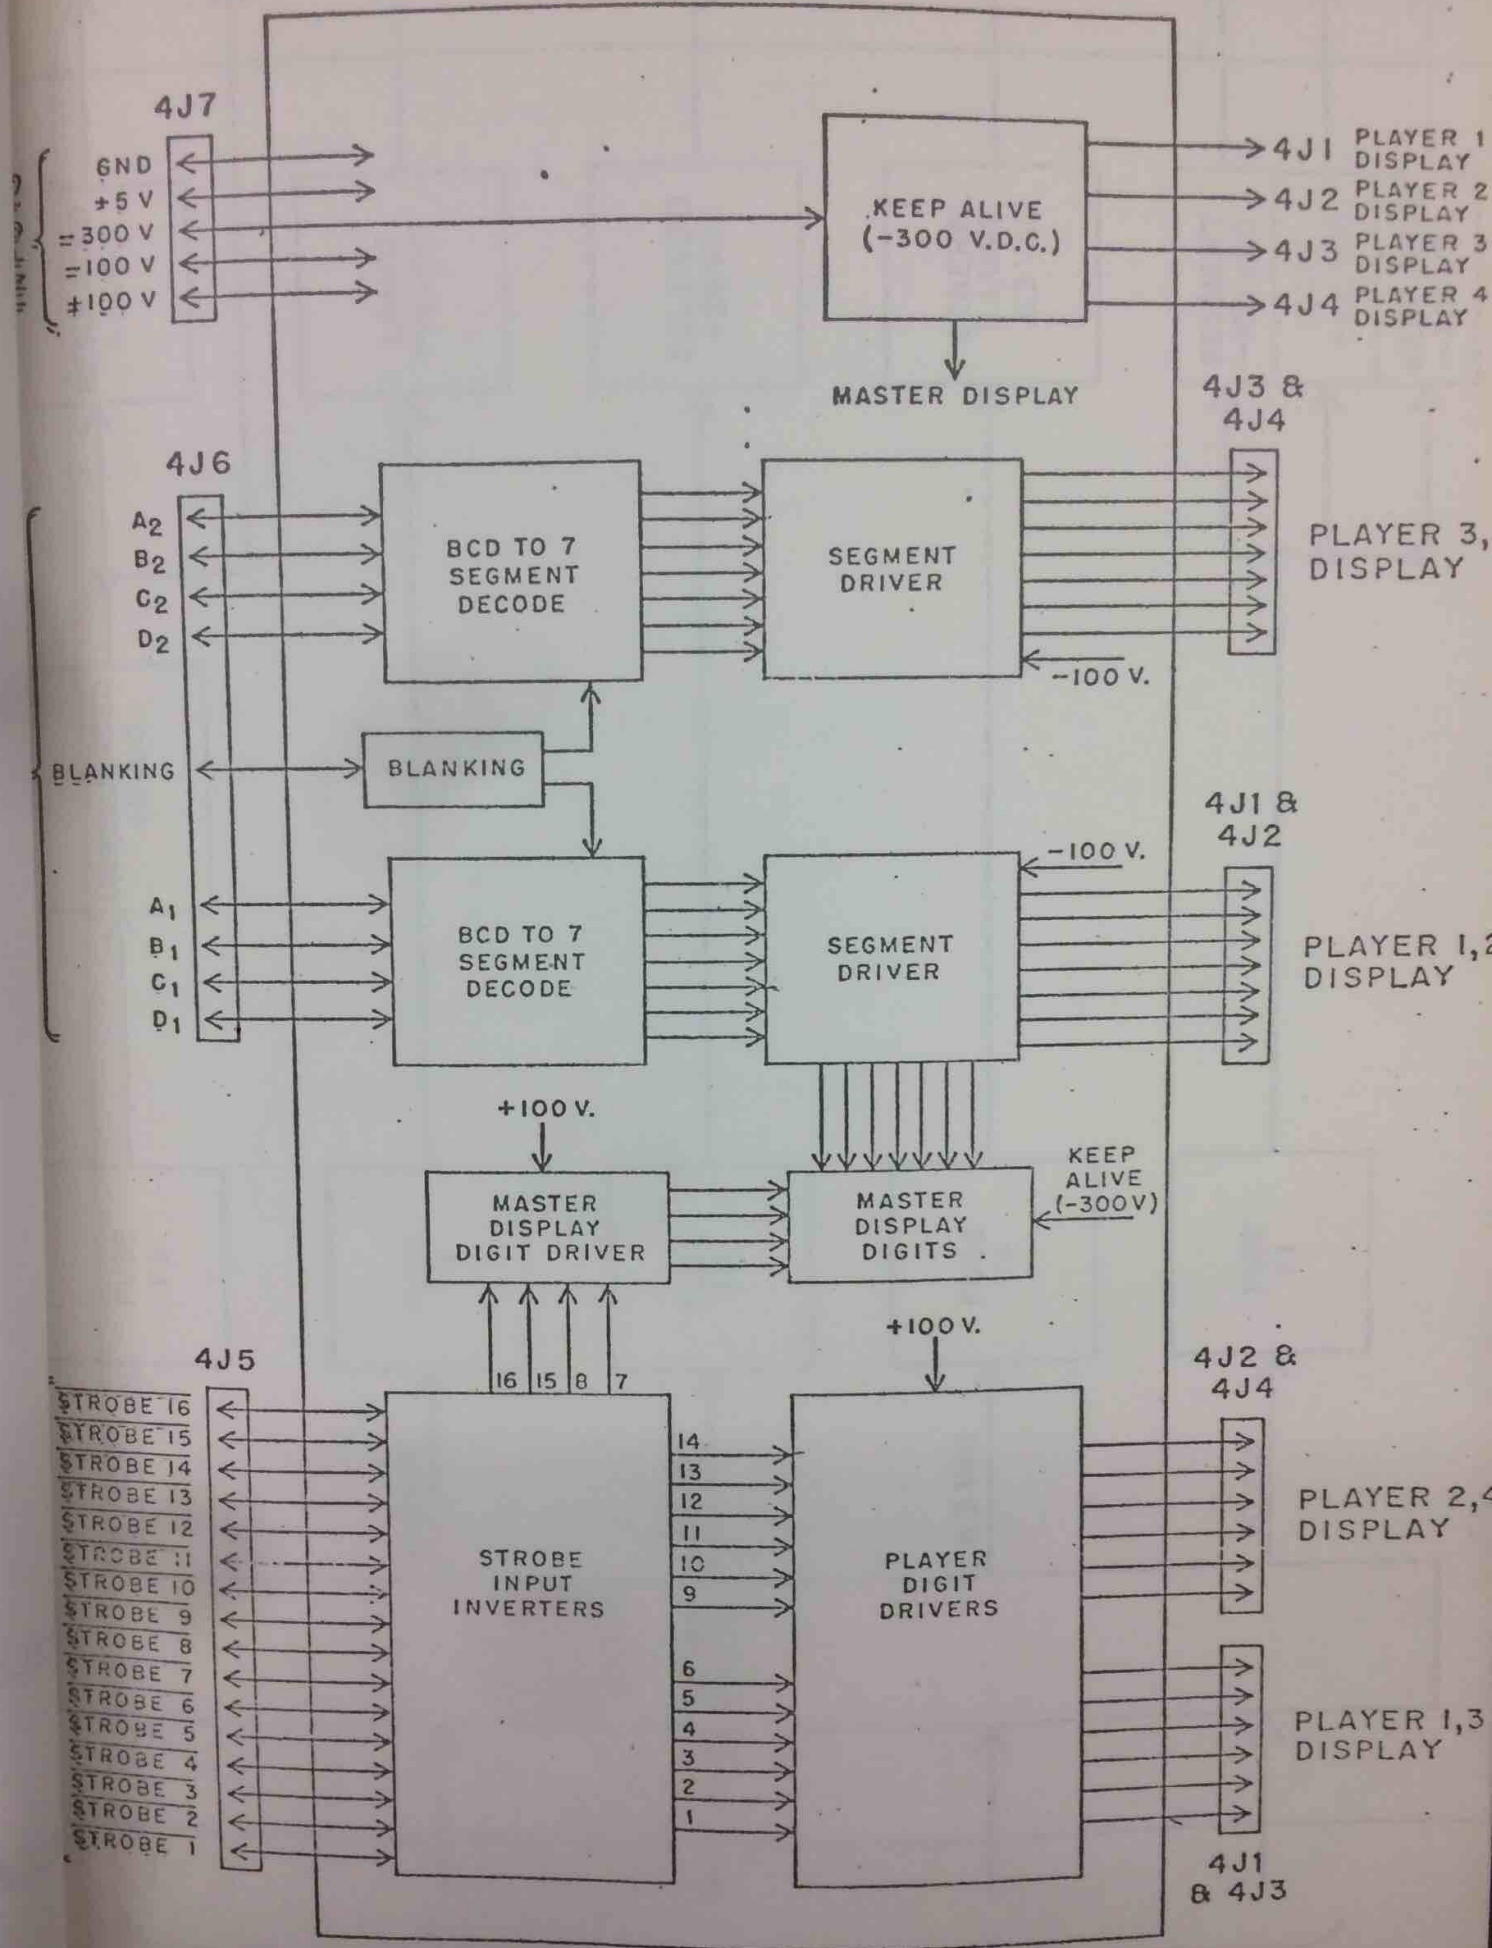 4J7
GND
+5 V
=300 V
=100 V
±100 V
KEEP ALIVE
(-300 V.D.C.)
4J1 PLAYER 1
DISPLAY
4J2 PLAYER 2
DISPLAY
4J3 PLAYER 3
DISPLAY
4J4 PLAYER 4
DISPLAY
MASTER DISPLAY
4J3 &
4J4
4J6
A2
B2
C2
D2
BCD TO 7
SEGMENT
DECODE
SEGMENT
DRIVER
PLAYER 3,
DISPLAY
-100 V.
BLANKING
BLANKING
4J1 &
4J2
-100 V.
A1
B1
C1
D1
BCD TO 7
SEGMENT
DECODE
SEGMENT
DRIVER
PLAYER 1,2
DISPLAY
+100 V.
MASTER
DISPLAY
DIGIT DRIVER
MASTER
DISPLAY
DIGITS
KEEP
ALIVE
(-300V)
+100 V.
4J5
16 15 8 7
4J2 &
4J4
STROBE 16
STROBE 15
STROBE 14
STROBE 13
STROBE 12
STROBE 11
STROBE 10
STROBE 9
STROBE 8
STROBE 7
STROBE 6
STROBE 5
STROBE 4
STROBE 3
STROBE 2
STROBE 1
STROBE
INPUT
INVERTERS
14
13
12
11
10
9
6
5
4
3
2
1
PLAYER
DIGIT
DRIVERS
PLAYER 2,4
DISPLAY
PLAYER 1,3
DISPLAY
4J1
& 4J3